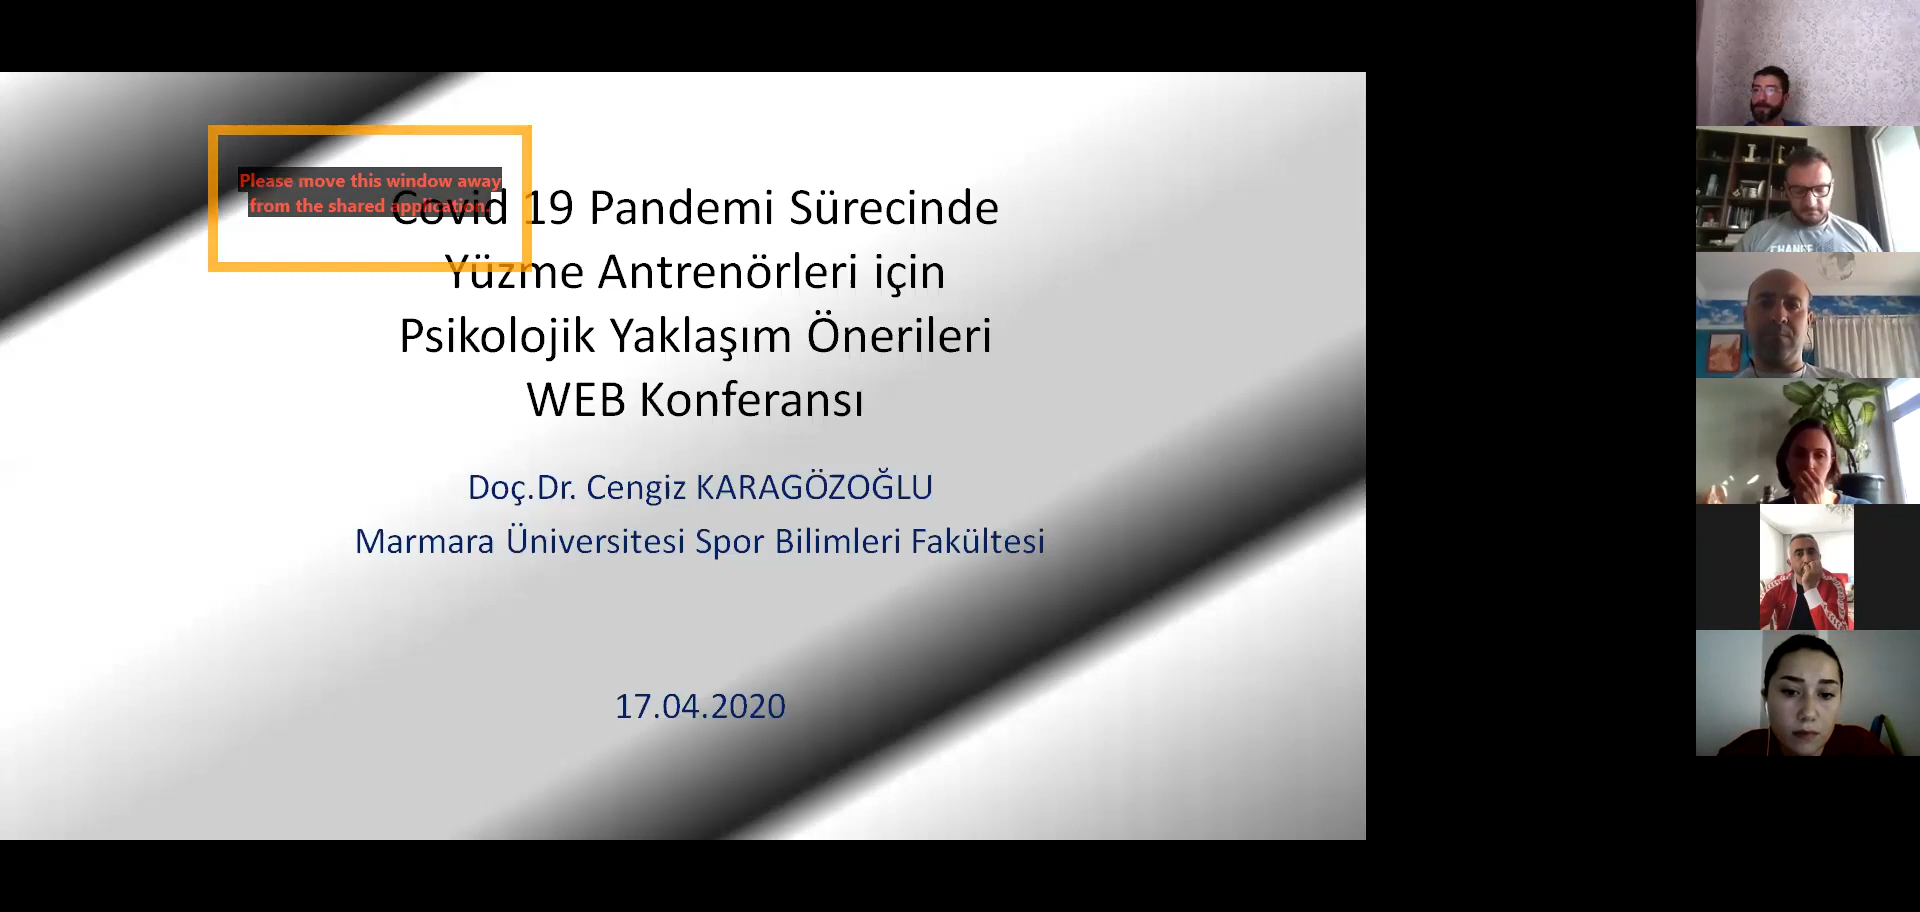 Please move this window away
from the shared application.
Covid 19 Pandemi Sürecinde
Yüzme Antrenörleri için
Psikolojik Yaklaşım Önerileri
WEB Konferansı
Doç.Dr. Cengiz KARAGÖZOĞLU
Marmara Üniversitesi Spor Bilimleri Fakültesi
17.04.2020
CHANGE